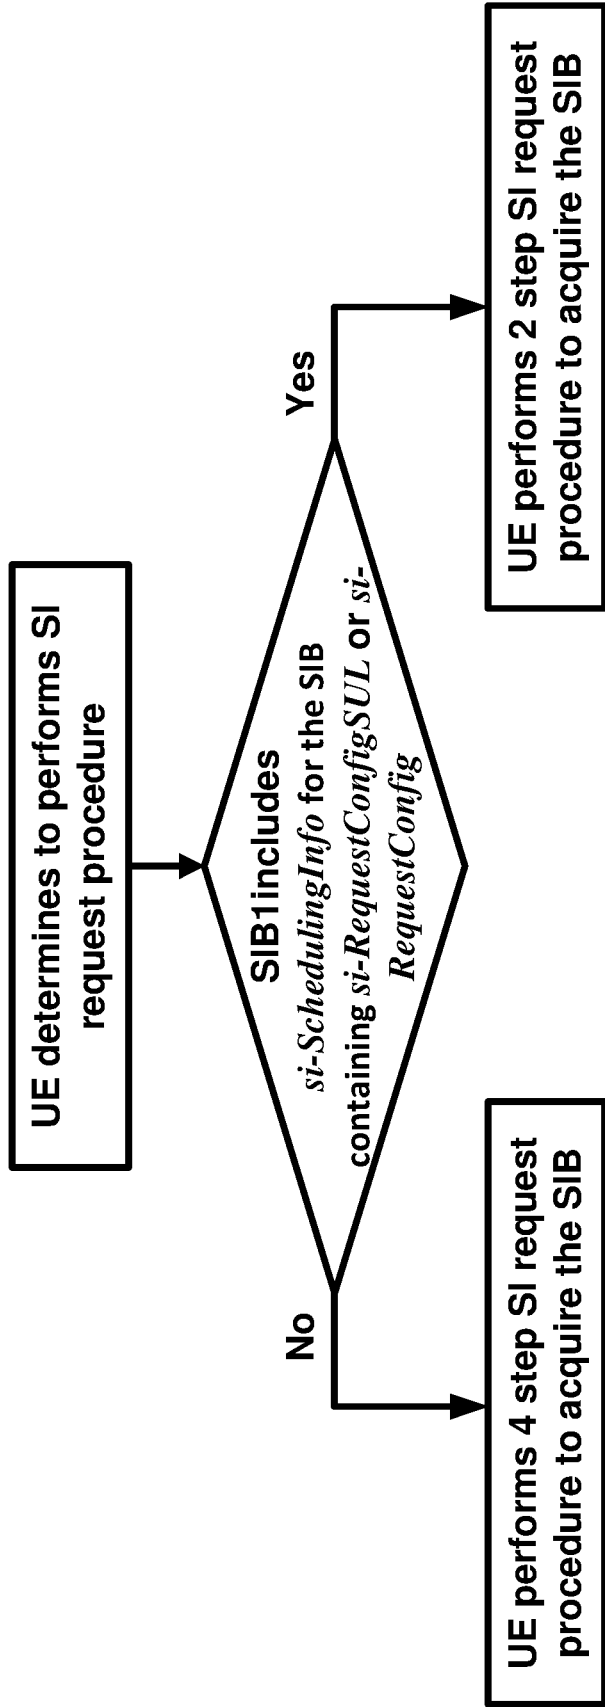 UE determines to performs SI
request procedure
SIB1includes
si-SchedulingInfo for the SIB
containing si-RequestConfigSUL or si-
RequestConfig
No
Yes
UE performs 4 step SI request
procedure to acquire the SIB
UE performs 2 step SI request
procedure to acquire the SIB